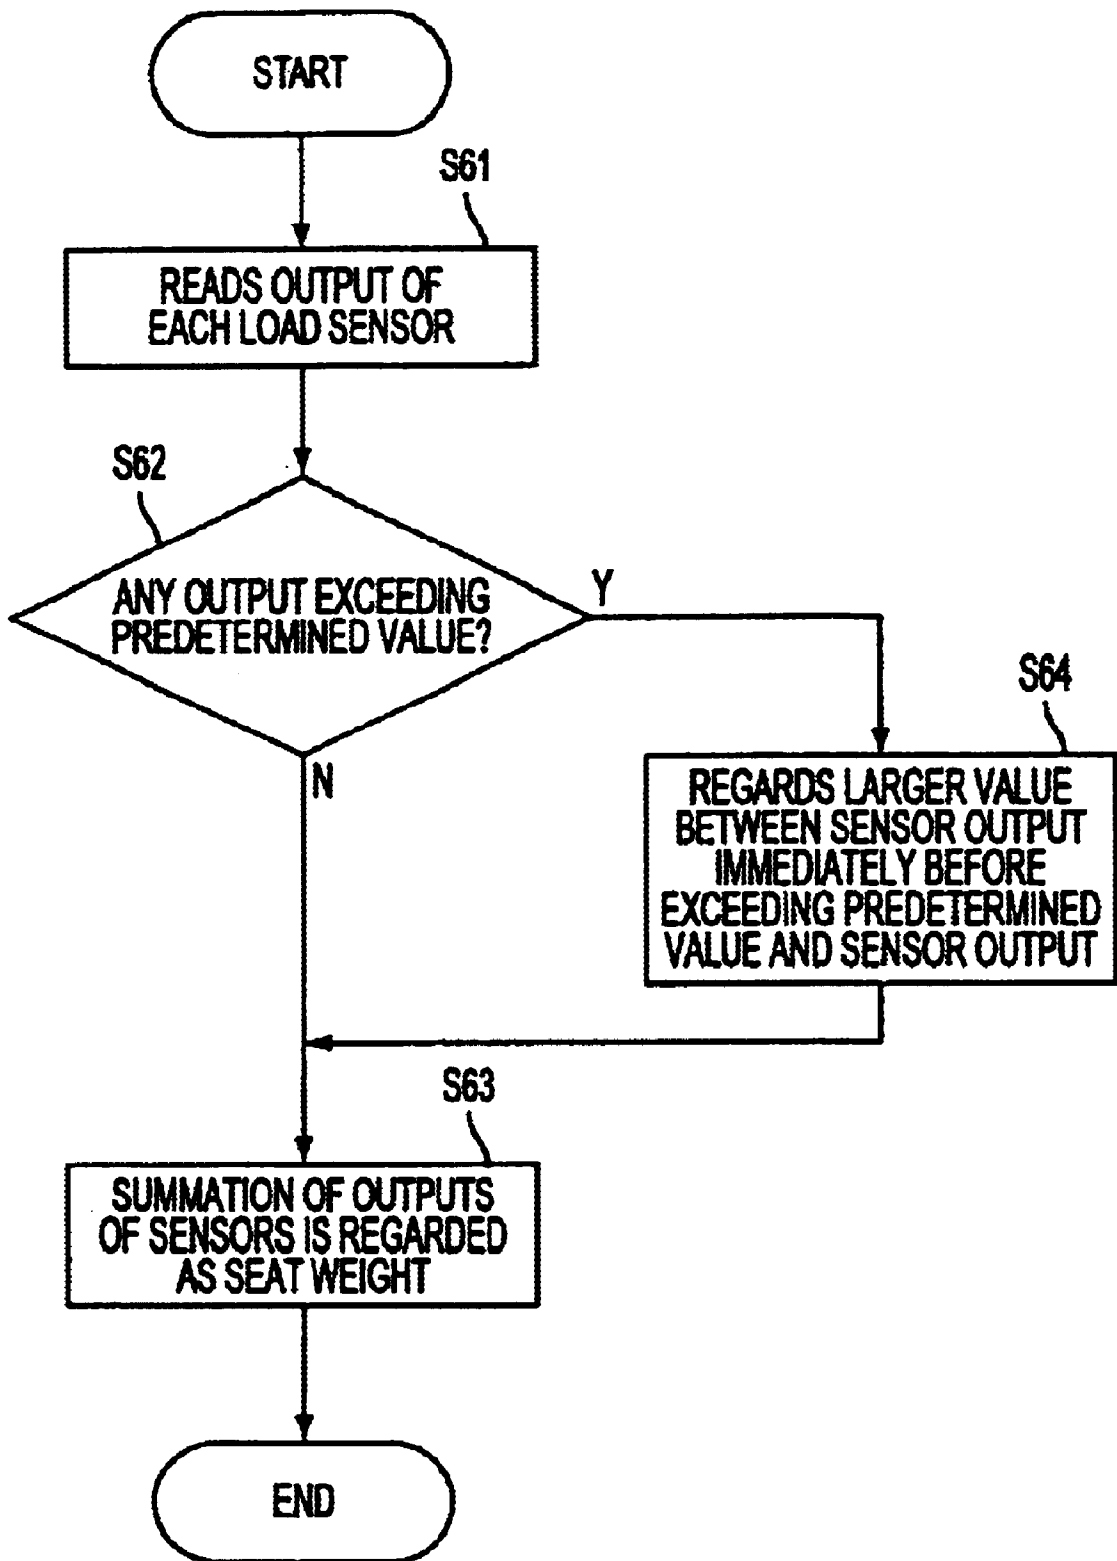 START
S61
READS OUTPUT OF
EACH LOAD SENSOR
S62
ANY OUTPUT EXCEEDING
PREDETERMINED VALUE?
Y
N
S64
REGARDS LARGER VALUE
BETWEEN SENSOR OUTPUT
IMMEDIATELY BEFORE
EXCEEDING PREDETERMINED
VALUE AND SENSOR OUTPUT
S63
SUMMATION OF OUTPUTS
OF SENSORS IS REGARDED
AS SEAT WEIGHT
END